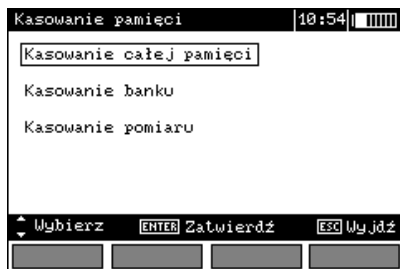 Kasowanie pamięci 10:54
Kasowanie całej pamięci
Kasowanie banku
Kasowanie pomiaru
Wybierz ENTER Zatwierdź ESC Wyjdź